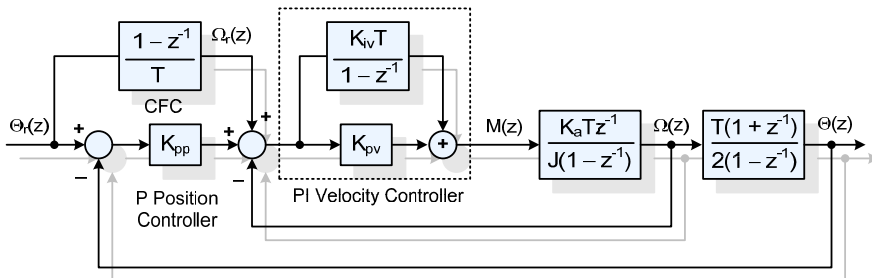 1 – z⁻¹
T
Ωᵣ(z)
CFC
KᵢᵥT
1 – z⁻¹
Θᵣ(z)
+
–
Kₚₚ
+
+
–
Kₚᵥ
+
M(z)
KₐTz⁻¹
J(1 – z⁻¹)
Ω(z)
T(1 + z⁻¹)
2(1 – z⁻¹)
Θ(z)
P Position
Controller
PI Velocity Controller